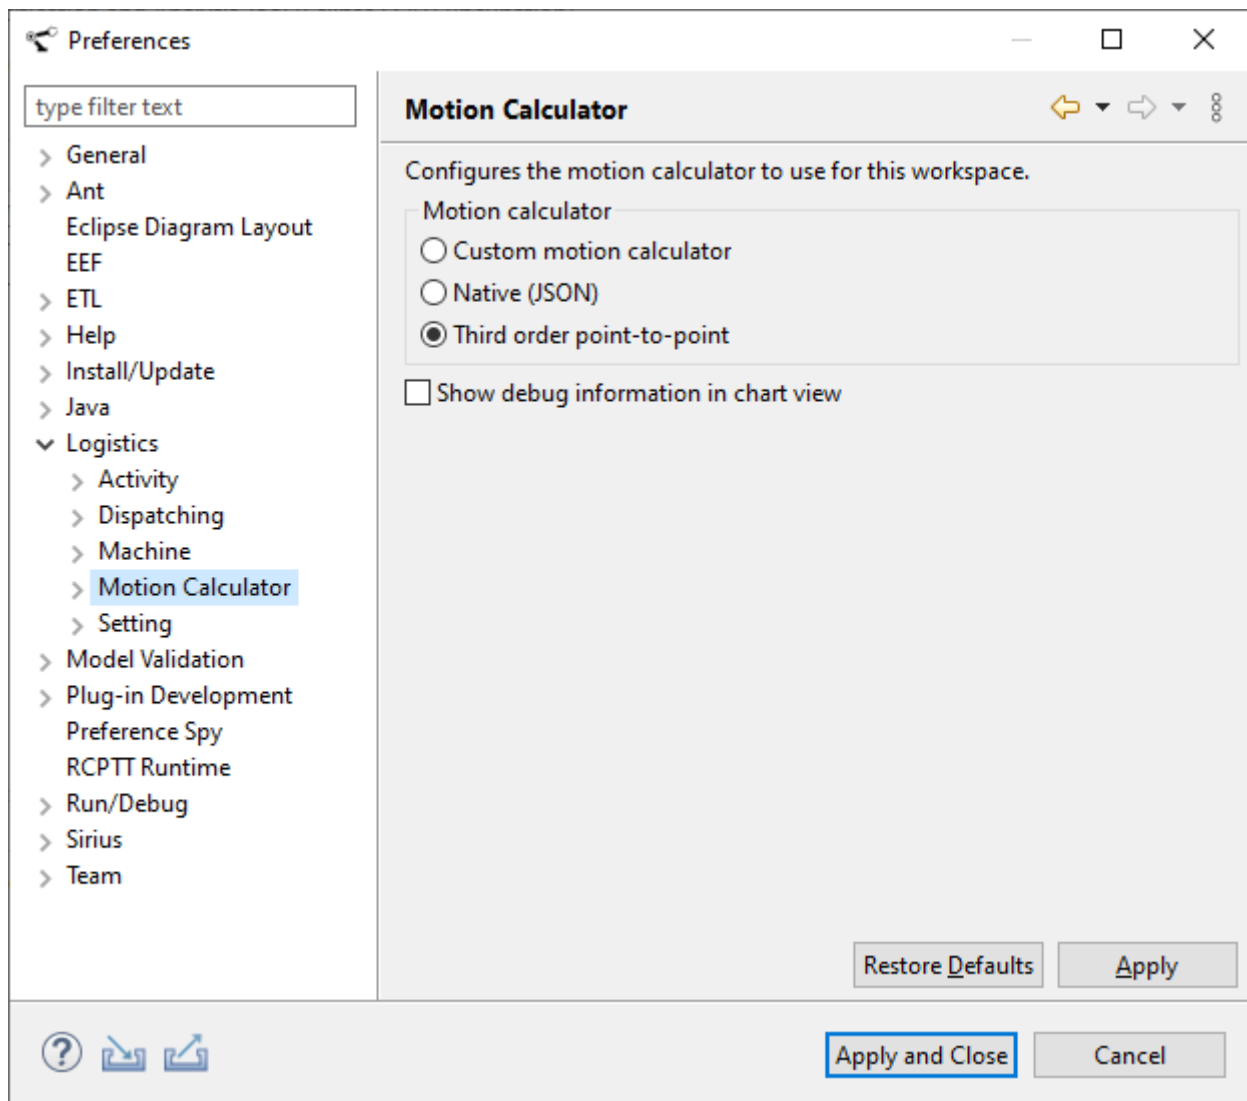 Preferences
type filter text
General
Ant
Eclipse Diagram Layout
EEF
ETL
Help
Install/Update
Java
Logistics
Activity
Dispatching
Machine
Motion Calculator
Setting
Model Validation
Plug-in Development
Preference Spy
RCPTT Runtime
Run/Debug
Sirius
Team
Motion Calculator
Configures the motion calculator to use for this workspace.
Motion calculator
Custom motion calculator
Native (JSON)
Third order point-to-point
Show debug information in chart view
Restore Defaults
Apply
Apply and Close
Cancel